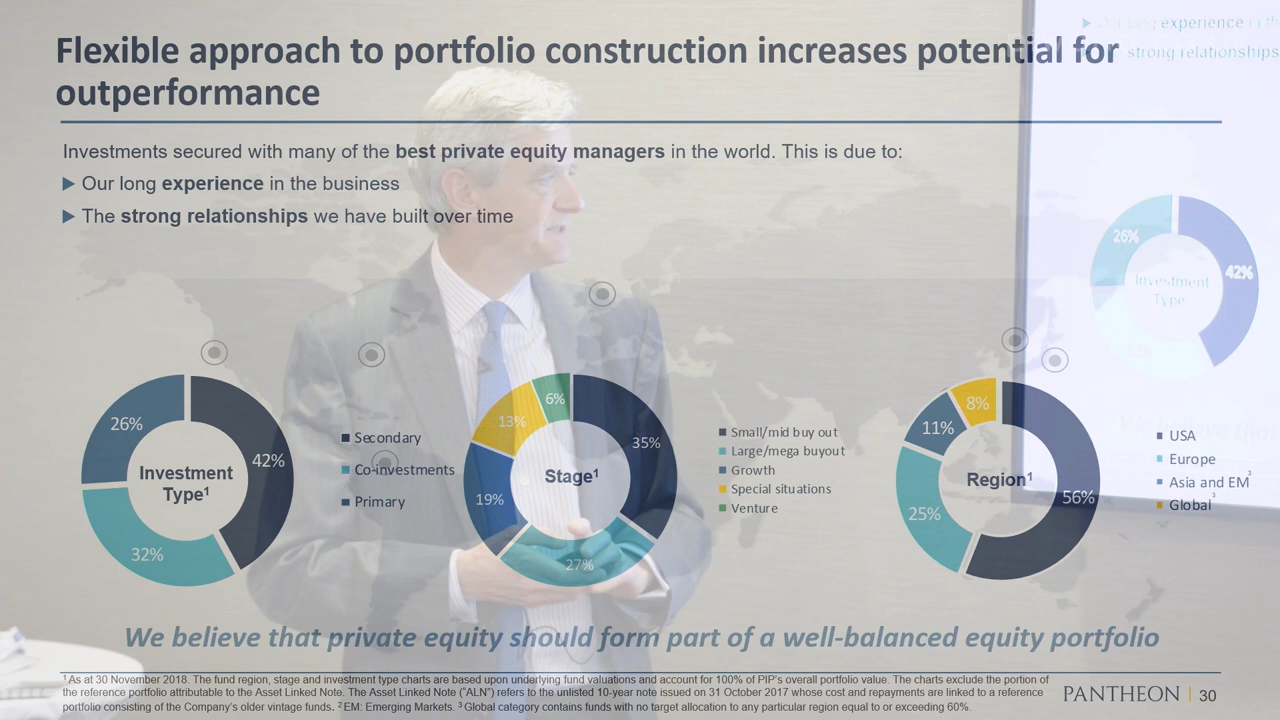 Flexible approach to portfolio construction increases potential for
outperformance
Investments secured with many of the best private equity managers in the world. This is due to:
Our long experience in the business
The strong relationships we have built over time
experience
strong relationships
26%
42%
Investment
Type
26%
42%
32%
Investment
Type¹
Secondary
Co-investments
Primary
6%
13%
35%
19%
27%
Stage¹
Small/mid buy out
Large/mega buyout
Growth
Special situations
Venture
8%
11%
25%
56%
Region¹
USA
Europe
Asia and EM³
Global³
We believe that private equity should form part of a well-balanced equity portfolio
¹ As at 30 November 2018. The fund region, stage and investment type charts are based upon underlying fund valuations and account for 100% of PIP's overall portfolio value. The charts exclude the portion of
the reference portfolio attributable to the Asset Linked Note. The Asset Linked Note ("ALN") refers to the unlisted 10-year note issued on 31 October 2017 whose cost and repayments are linked to a reference
portfolio consisting of the Company's older vintage funds. ² EM: Emerging Markets. ³ Global category contains funds with no target allocation to any particular region equal to or exceeding 60%.
PANTHEON | 30